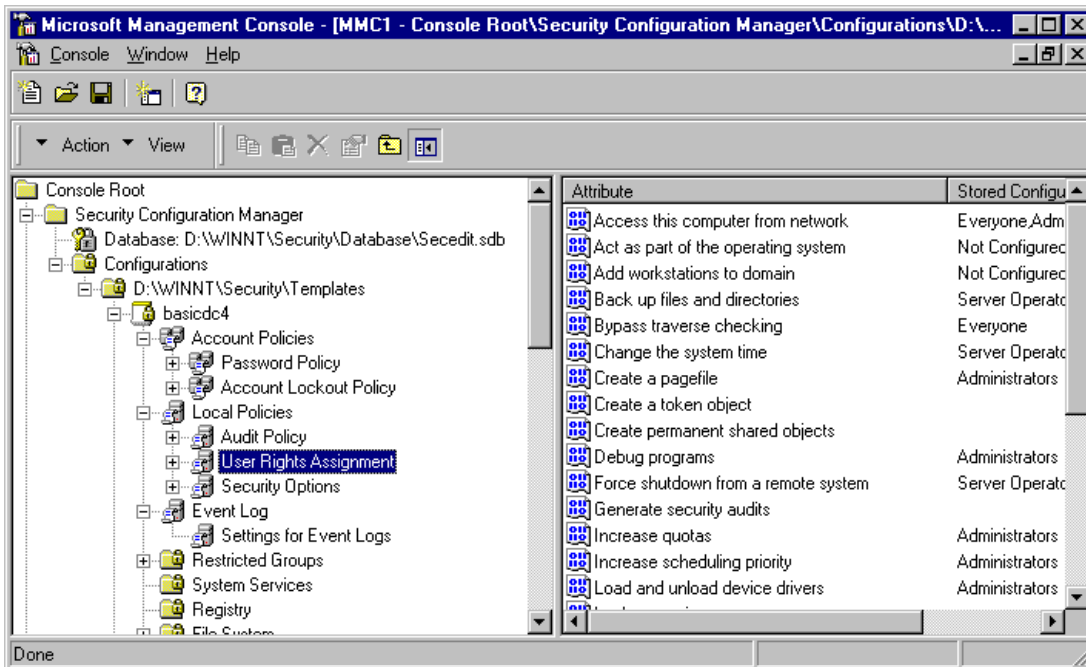 Microsoft Management Console - [MMC1 - Console Root\Security Configuration Manager\Configurations\D:\...
Console Window Help
Action View
Console Root
Security Configuration Manager
Database: D:\WINNT\Security\Database\Secedit.sdb
Configurations
D:\WINNT\Security\Templates
basicdc4
Account Policies
Password Policy
Account Lockout Policy
Local Policies
Audit Policy
User Rights Assignment
Security Options
Event Log
Settings for Event Logs
Restricted Groups
System Services
Registry
File System
Attribute Stored Configu
Access this computer from network Everyone,Adm
Act as part of the operating system Not Configured
Add workstations to domain Not Configured
Back up files and directories Server Operato
Bypass traverse checking Everyone
Change the system time Server Operato
Create a pagefile Administrators
Create a token object
Create permanent shared objects
Debug programs Administrators
Force shutdown from a remote system Server Operato
Generate security audits
Increase quotas Administrators
Increase scheduling priority Administrators
Load and unload device drivers Administrators
Done